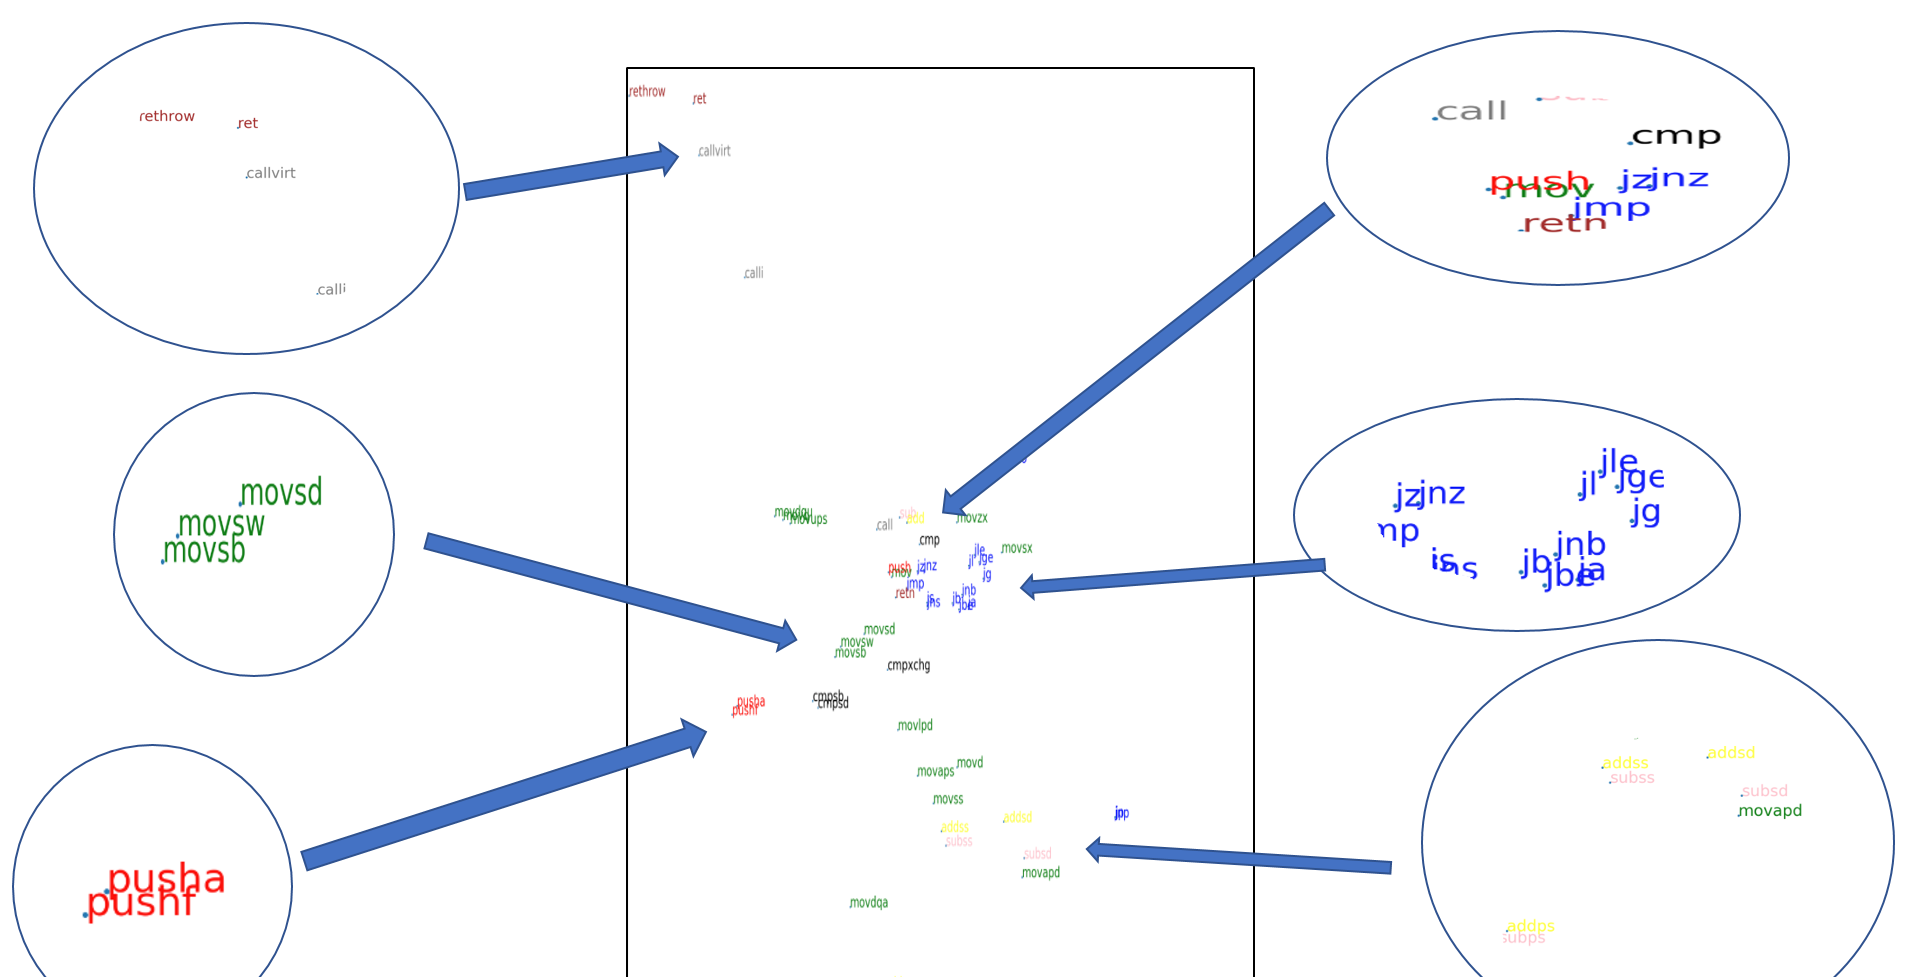 rethrow
ret
callvirt
calli
movsd
movsw
movsb
pusha
pushf
rethrow
ret
callvirt
calli
movdqu
movups
call
sub
add
movzx
cmp
movsx
jle
jl
jge
push
mov
jz
jnz
jg
jmp
retn
jnb
js
jns
jb
jbe
ja
movsd
movsw
movsb
cmpxchg
pusha
pushf
cmpsb
cmpsd
movlpd
movd
movaps
movss
addss
addsd
subss
jnp
subsd
movapd
movdqa
call
cmp
push
mov
jz
jnz
jmp
retn
jle
jl
jge
jz
jnz
jg
mp
js
jns
jnb
jb
jbe
ja
addss
addsd
subss
subsd
movapd
addps
subps